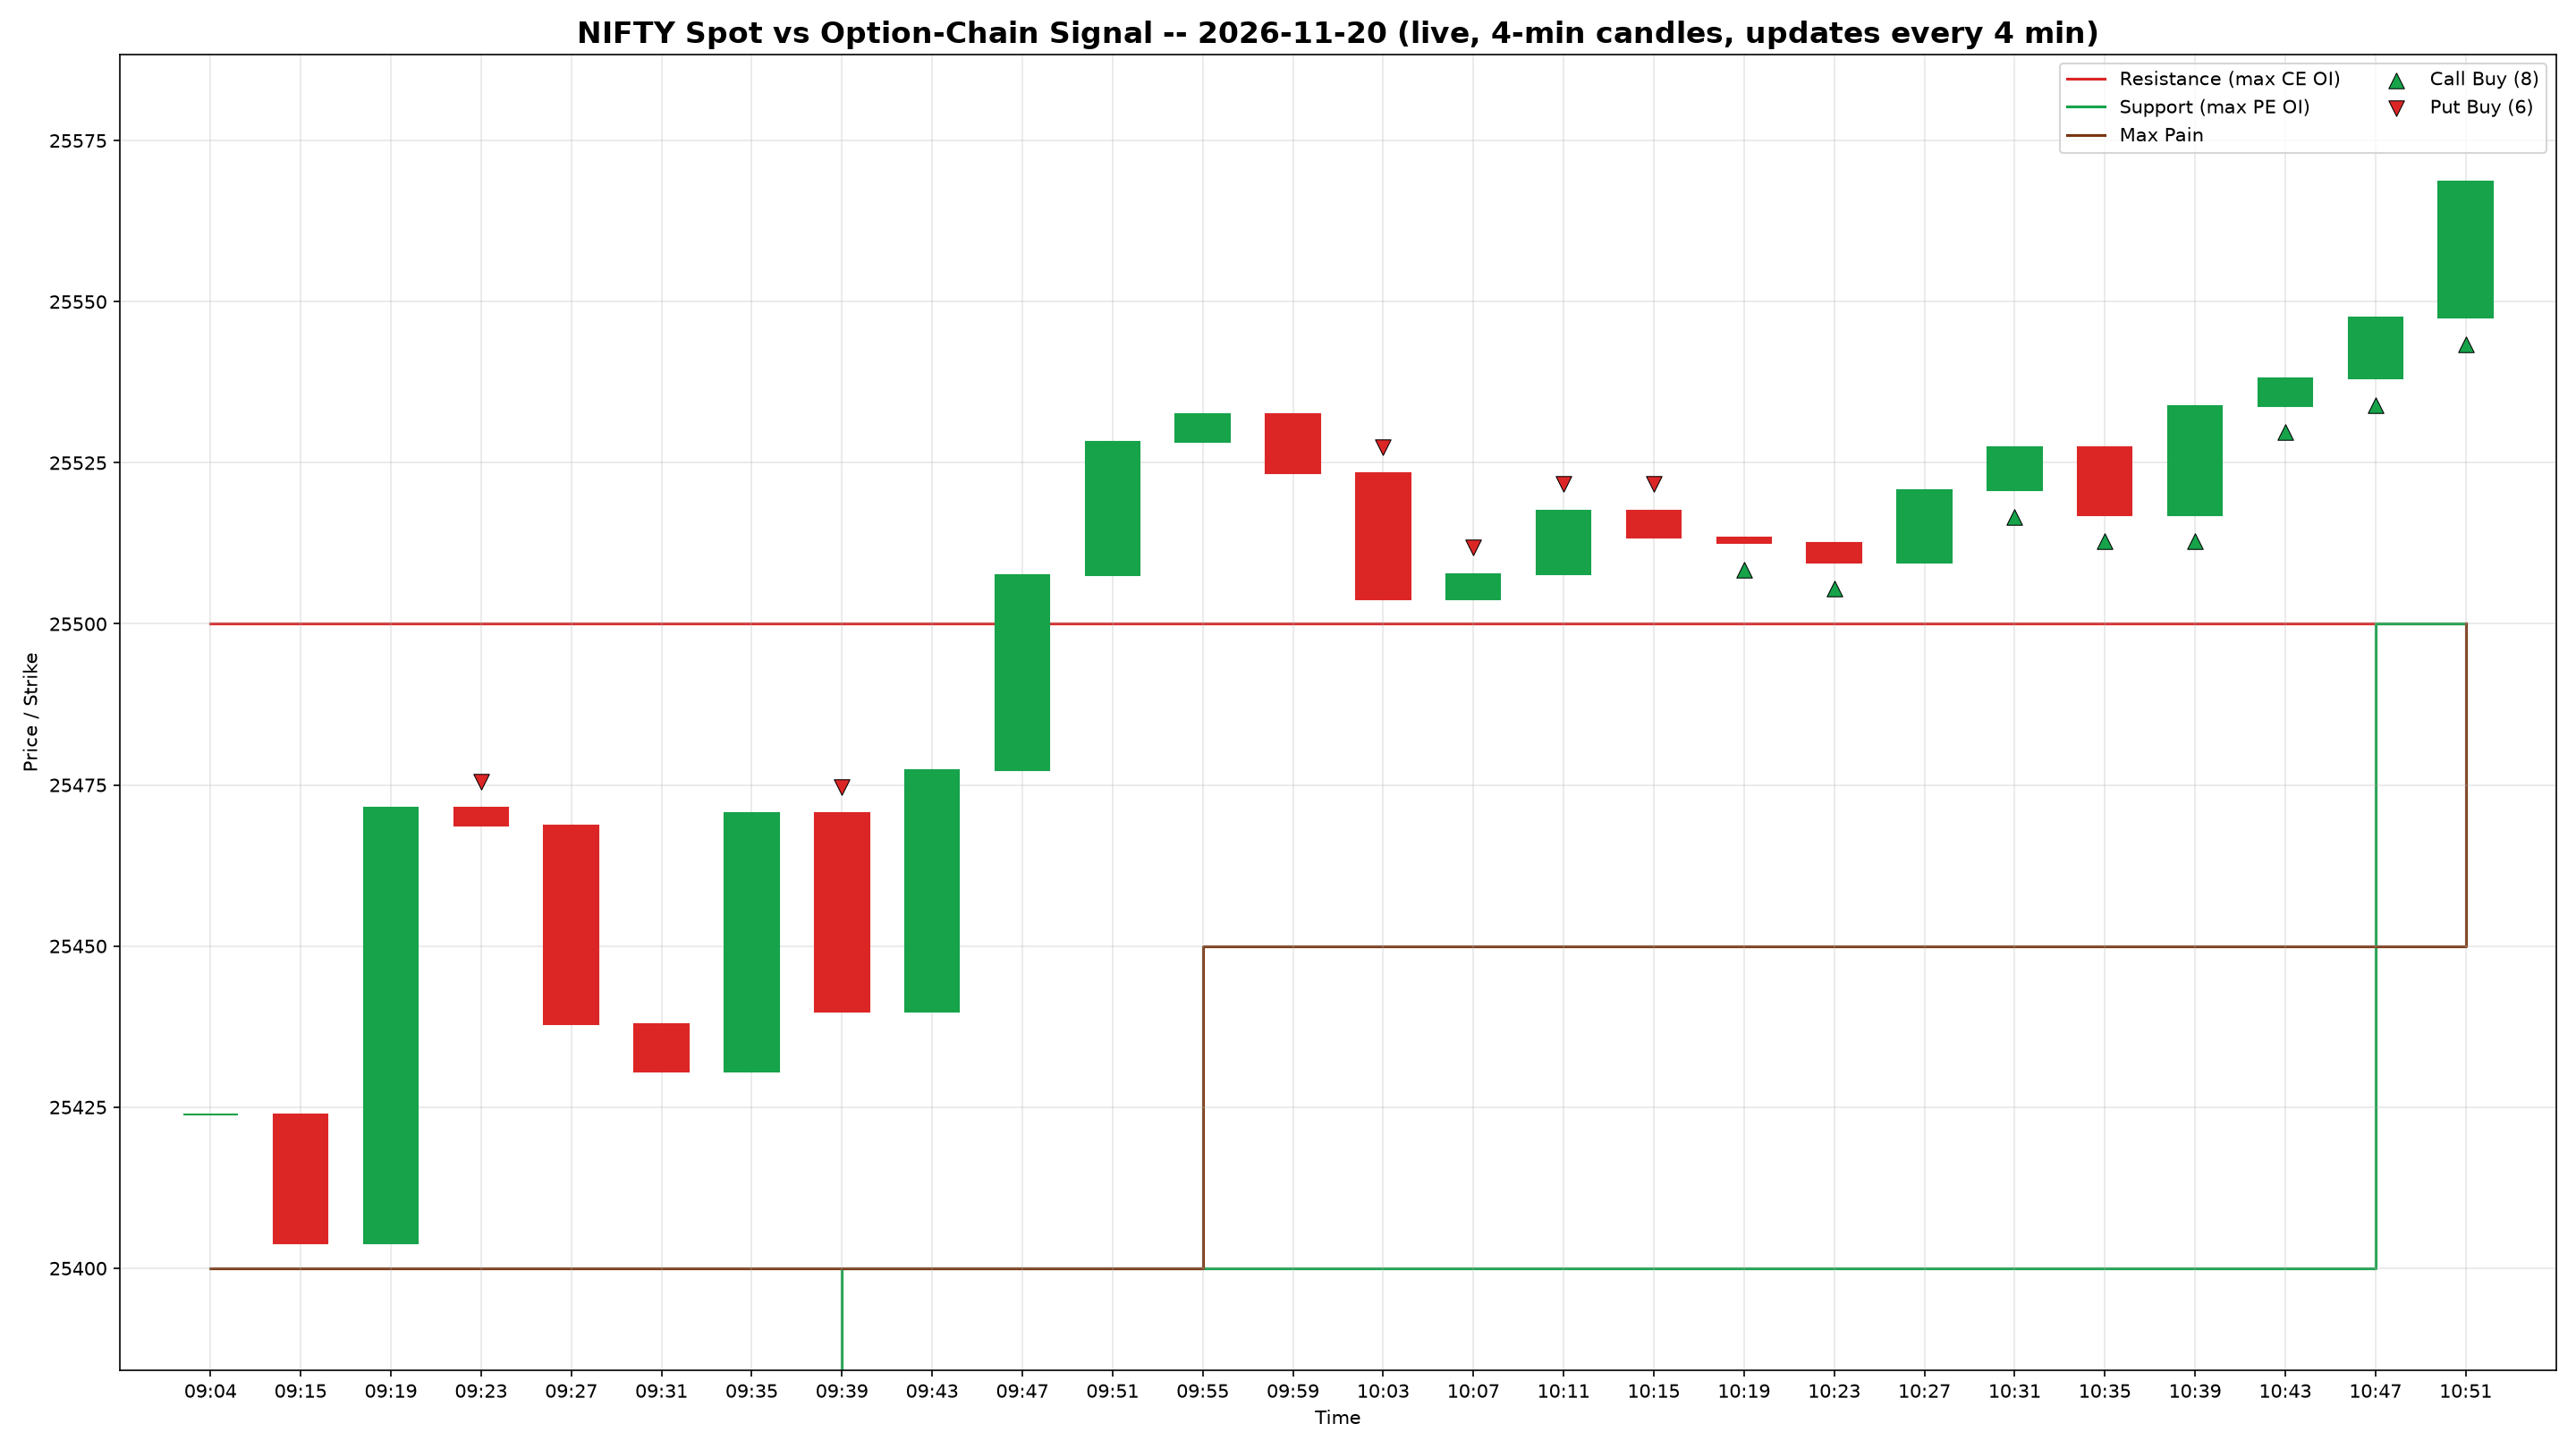 NIFTY Spot vs Option-Chain Signal -- 2026-11-20 (live, 4-min candles, updates every 4 min)
Resistance (max CE OI)
Support (max PE OI)
Max Pain
Call Buy (8)
Put Buy (6)
Price / Strike
25575
25550
25525
25500
25475
25450
25425
25400
09:04 09:15 09:19 09:23 09:27 09:31 09:35 09:39 09:43 09:47 09:51 09:55 09:59 10:03 10:07 10:11 10:15 10:19 10:23 10:27 10:31 10:35 10:39 10:43 10:47 10:51
Time